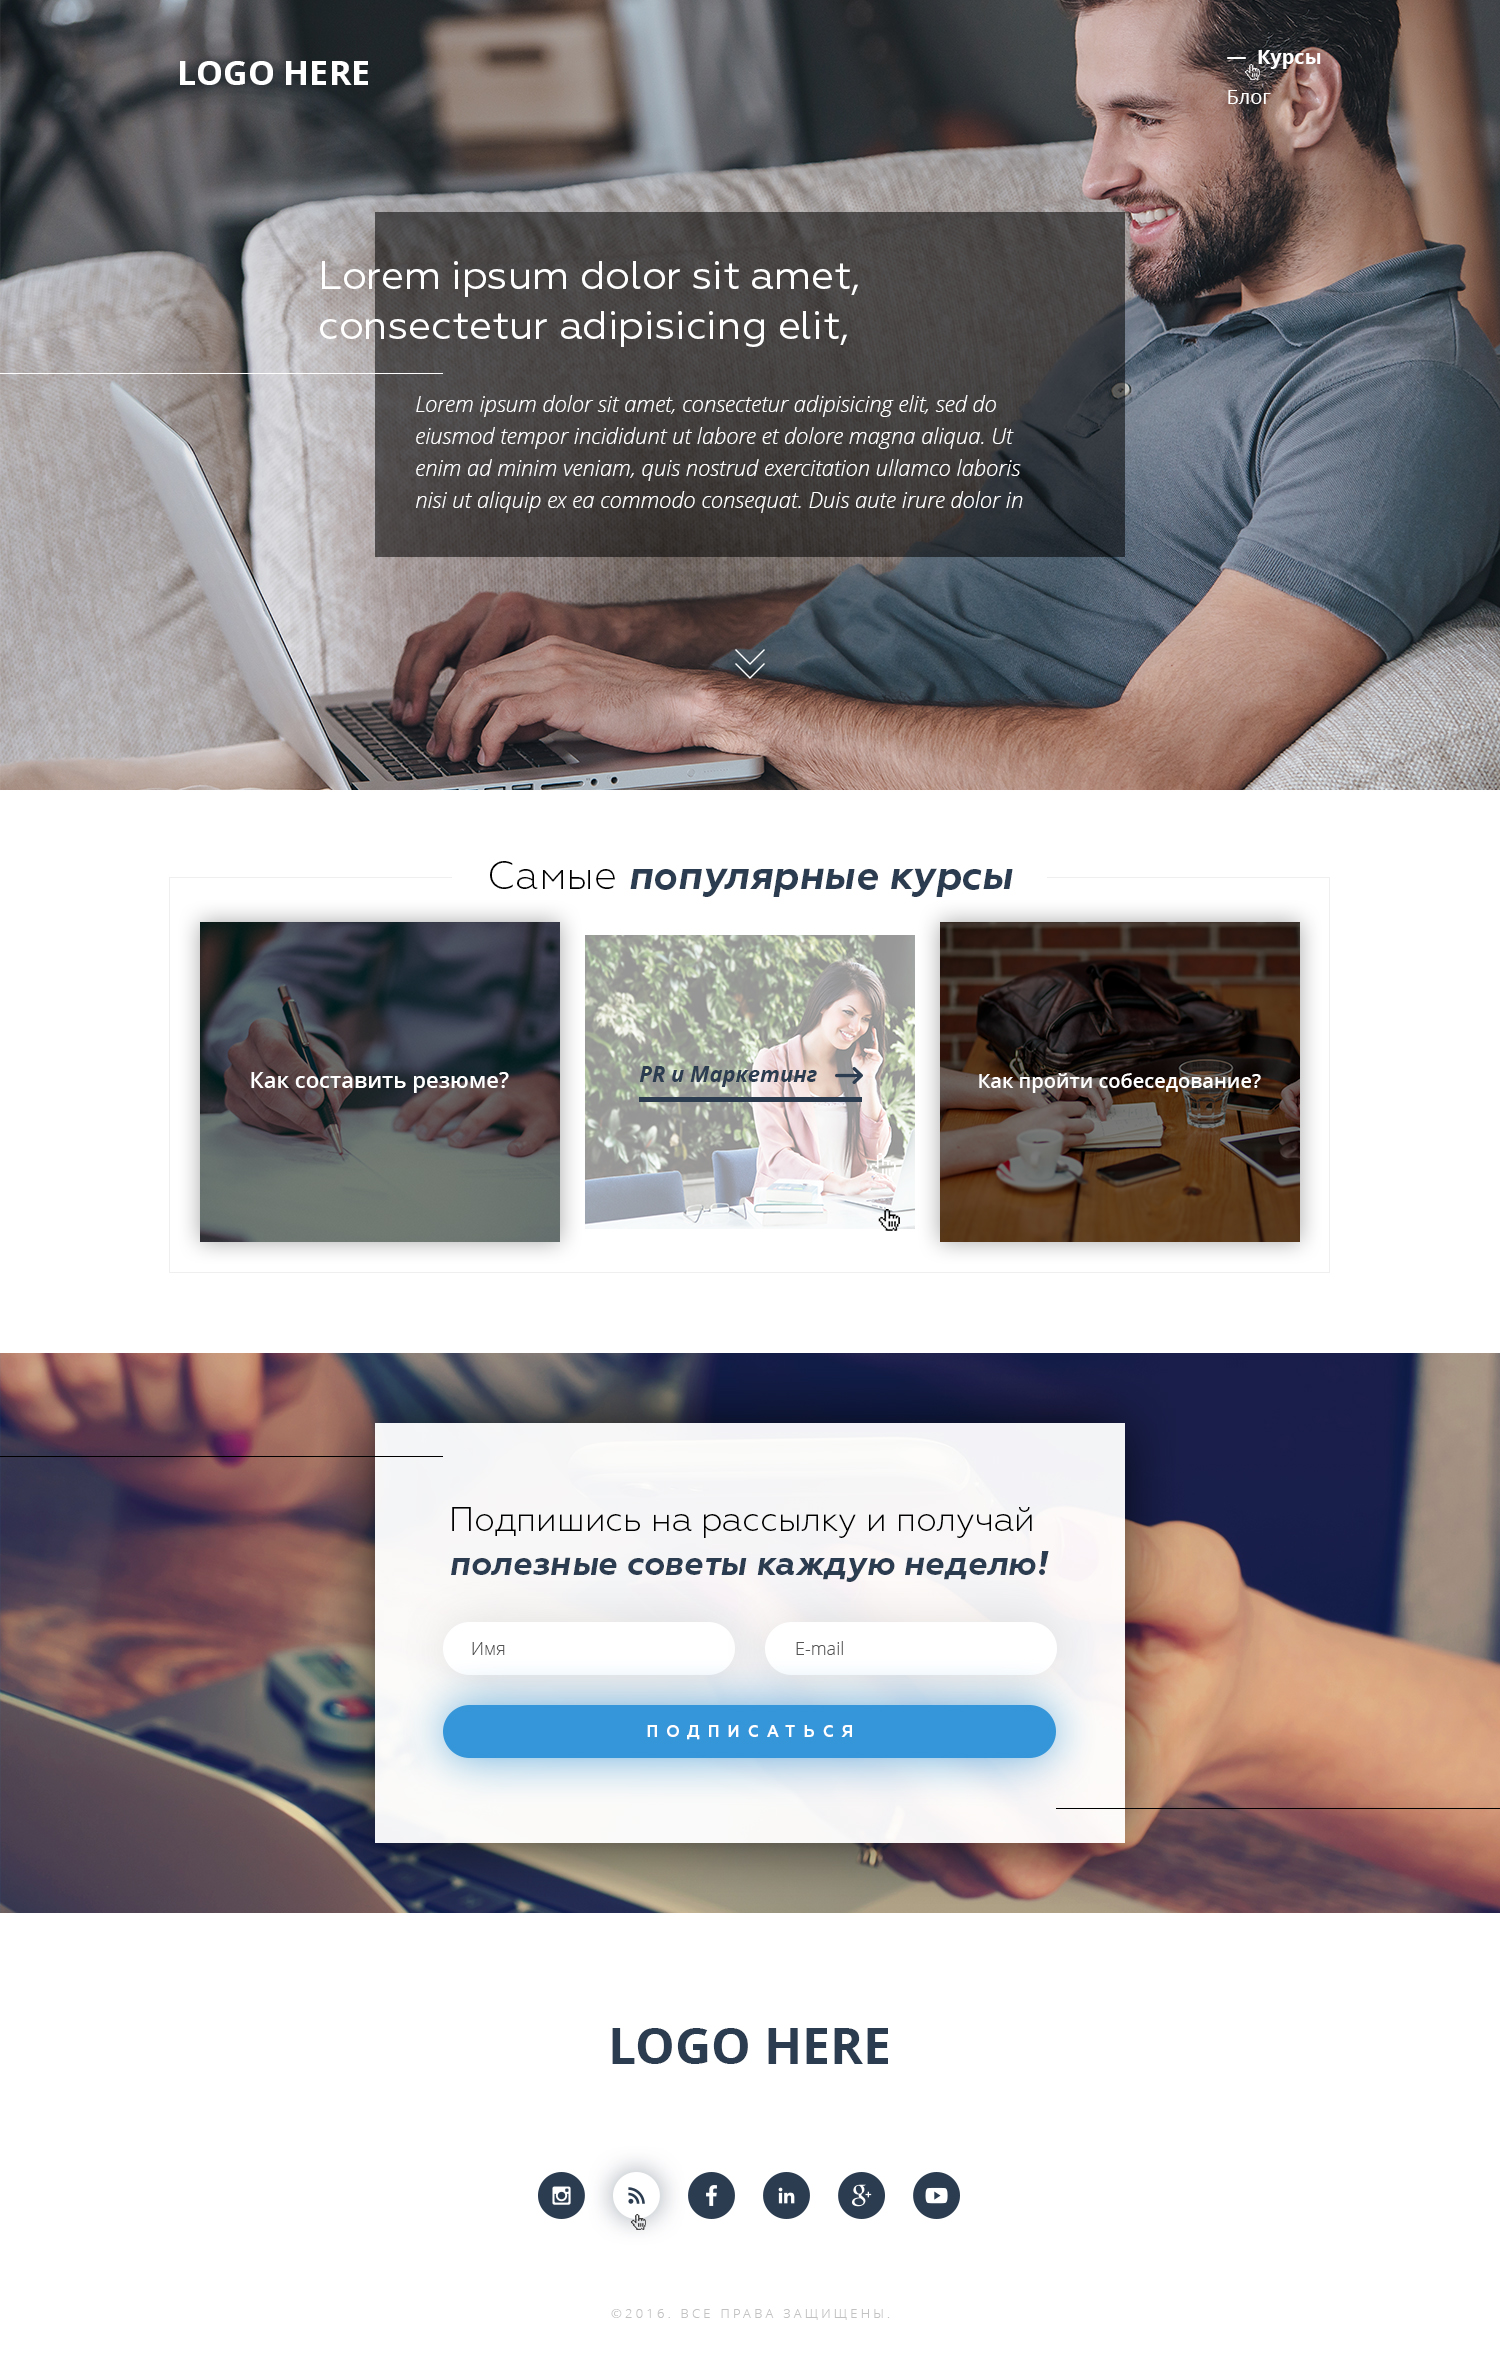 LOGO HERE
Курсы
Блог
Lorem ipsum dolor sit amet,
consectetur adipisicing elit,
Lorem ipsum dolor sit amet, consectetur adipisicing elit, sed do
eiusmod tempor incididunt ut labore et dolore magna aliqua. Ut
enim ad minim veniam, quis nostrud exercitation ullamco laboris
nisi ut aliquip ex ea commodo consequat. Duis aute irure dolor in
Самые популярные курсы
Как составить резюме?
PR и Маркетинг
Как пройти собеседование?
Подпишись на рассылку и получай
полезные советы каждую неделю!
Имя
E-mail
ПОДПИСАТЬСЯ
LOGO HERE
©2016. ВСЕ ПРАВА ЗАЩИЩЕНЫ.